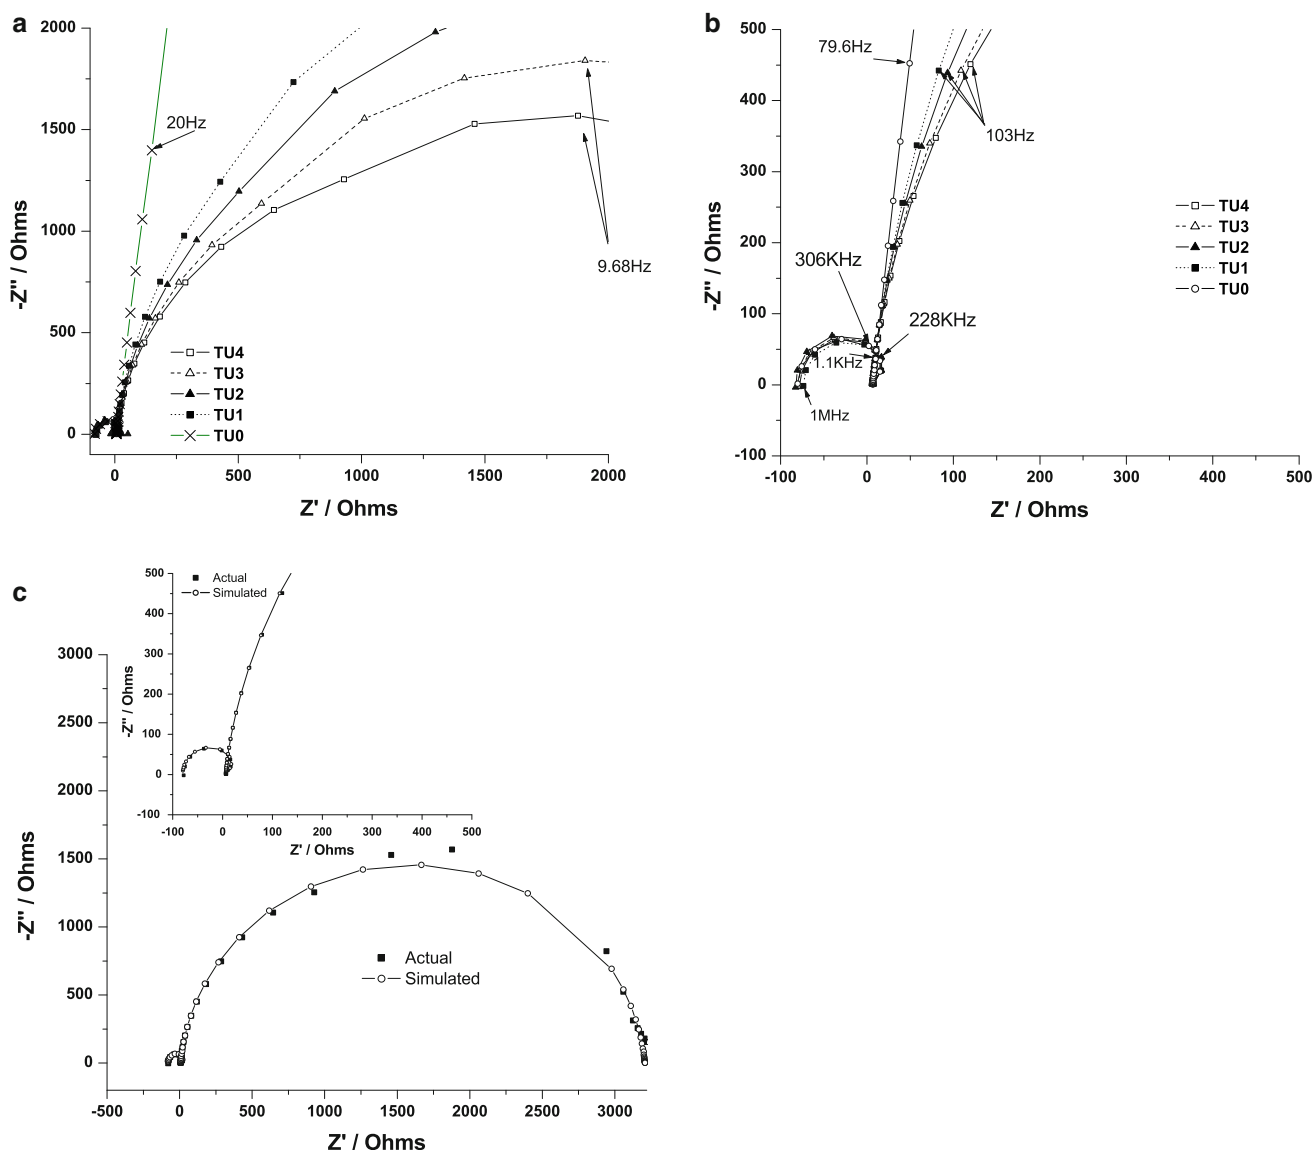 a
2000
1500
1000
500
0
-Z'' / Ohms
20Hz
9.68Hz
TU4
TU3
TU2
TU1
TU0
0
500
1000
1500
2000
Z' / Ohms
b
500
400
300
200
100
0
-100
-Z'' / Ohms
79.6Hz
103Hz
306KHz
228KHz
1.1KHz
1MHz
TU4
TU3
TU2
TU1
TU0
-100
0
100
200
300
400
500
Z' / Ohms
c
500
400
300
200
100
0
-100
-Z'' / Ohms
Actual
Simulated
-100
0
100
200
300
400
500
Z' / Ohms
3000
2500
2000
1500
1000
500
0
-Z'' / Ohms
Actual
Simulated
-500
0
500
1000
1500
2000
2500
3000
Z' / Ohms